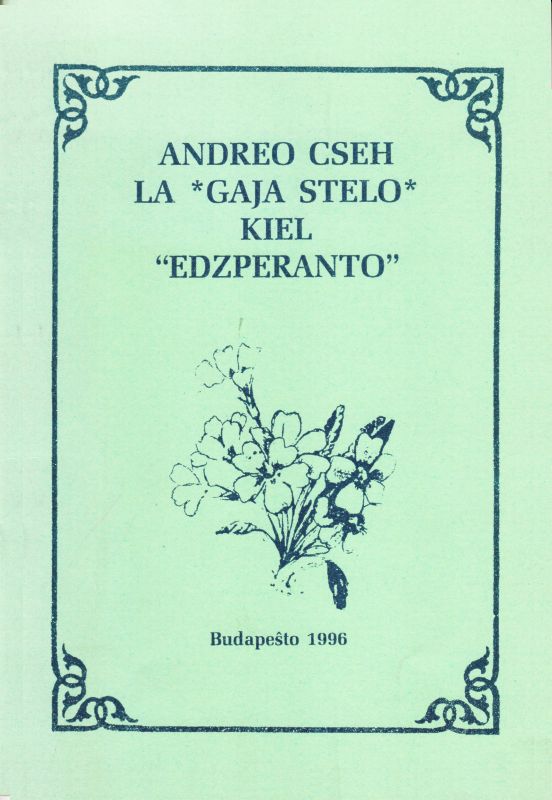 ANDREO CSEH
LA *GAJA STELO*
KIEL
“EDZPERANTO”
Budapeŝto 1996